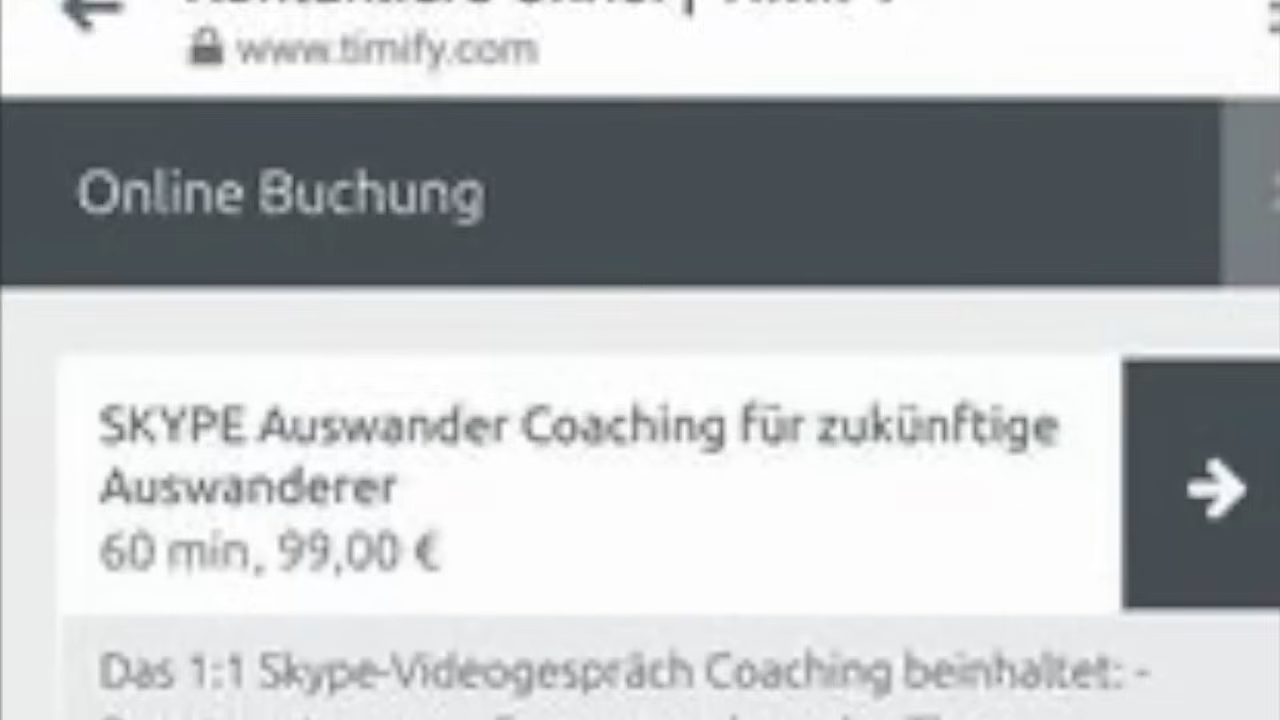 www.timify.com
Online Buchung
SKYPE Auswander Coaching für zukünftige
Auswanderer
60 min, 99,00 €
Das 1:1 Skype-Videogespräch Coaching beinhaltet: -